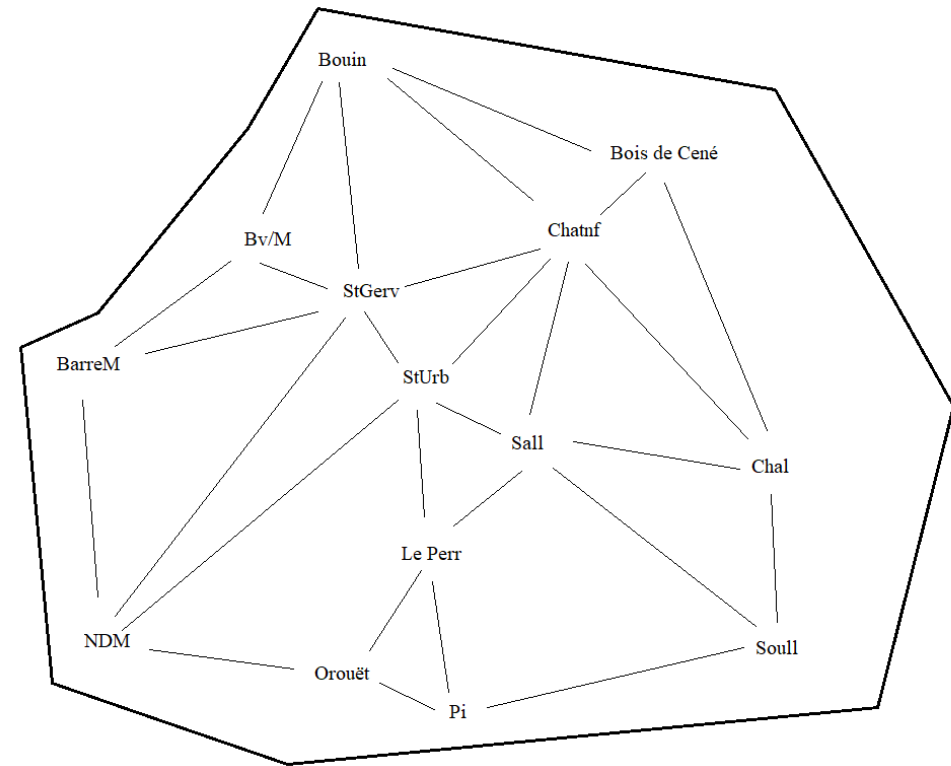 Bouin
Bois de Cené
Chatnf
Bv/M
StGerv
BarreM
StUrb
Sall
Chal
Le Perr
NDM
Soull
Orouët
Pi